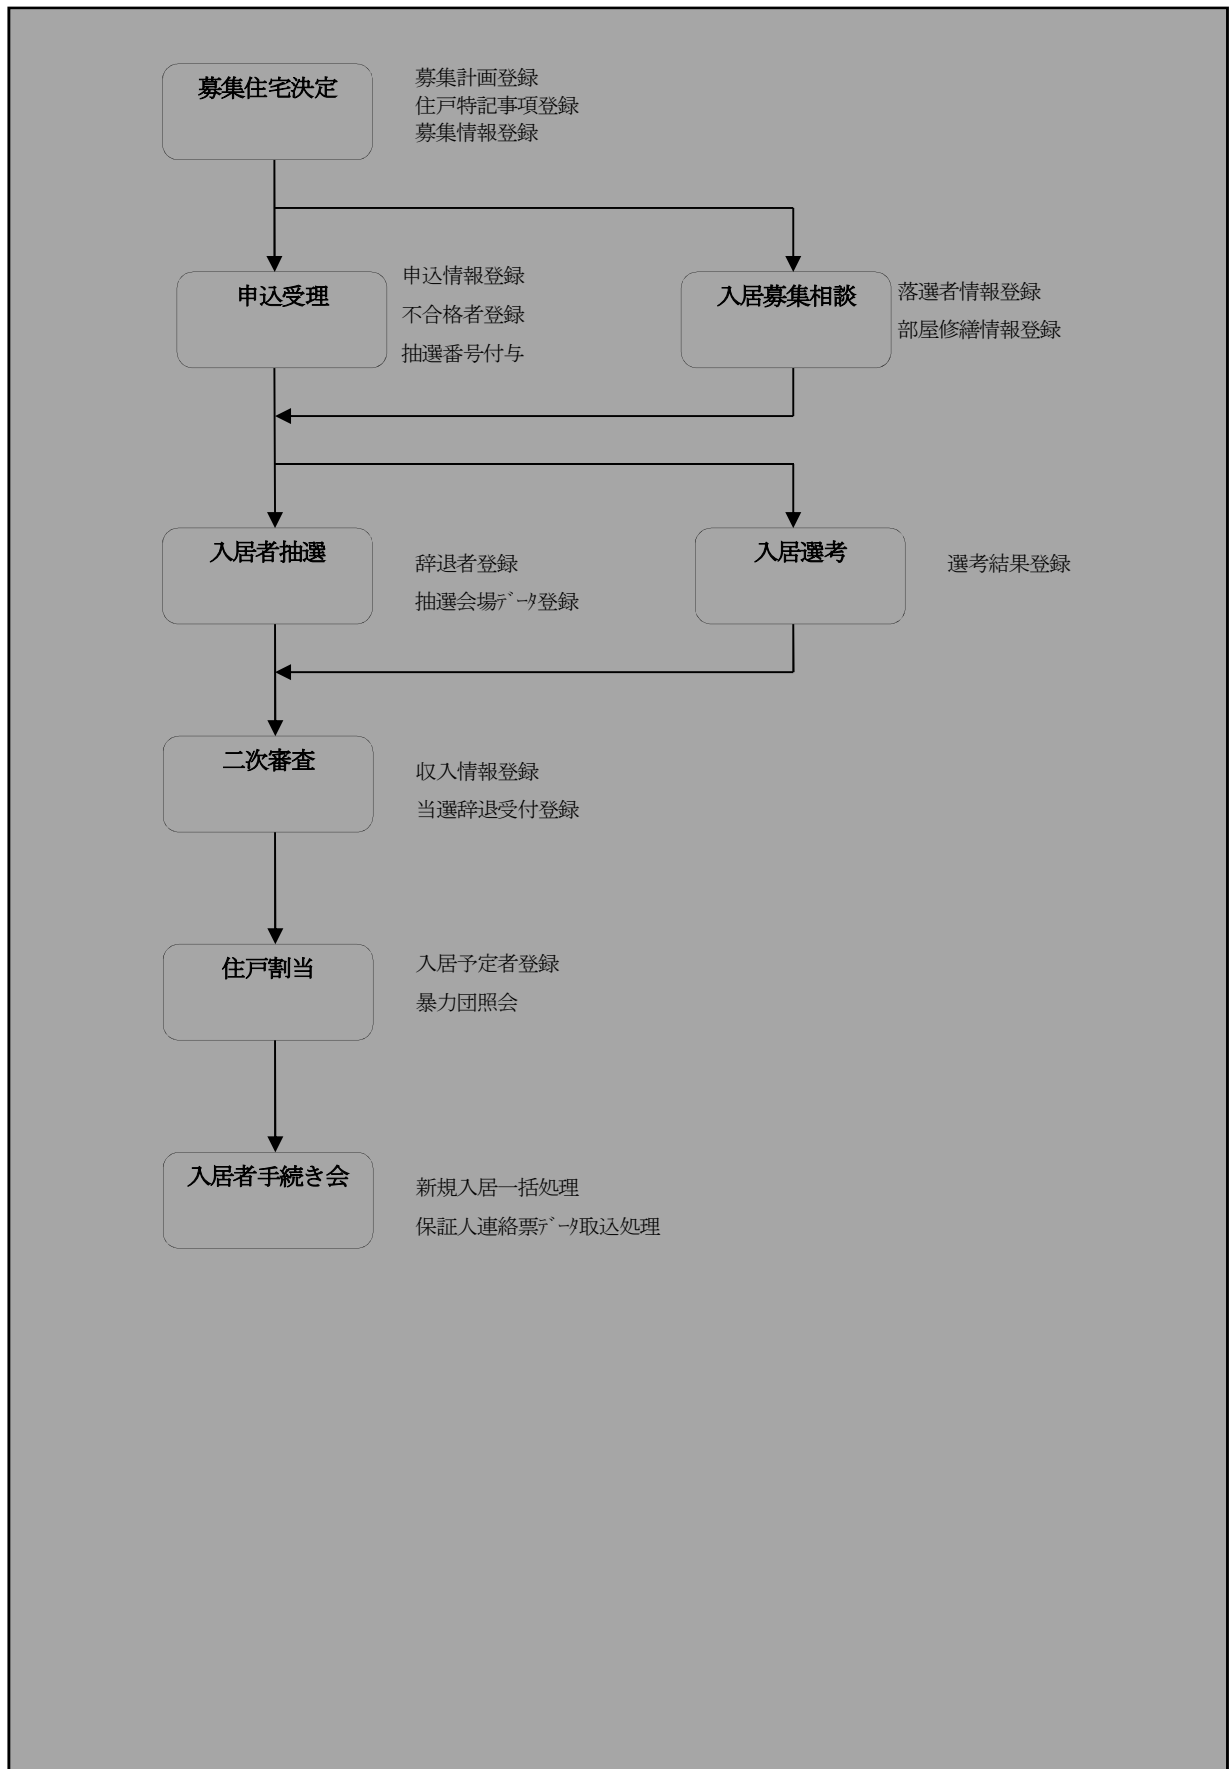 募集住宅決定
募集計画登録
住戸特記事項登録
募集情報登録
申込受理
申込情報登録
不合格者登録
抽選番号付与
入居募集相談
落選者情報登録
部屋修繕情報登録
入居者抽選
辞退者登録
抽選会場ﾃﾞｰﾀ登録
入居選考
選考結果登録
二次審査
収入情報登録
当選辞退受付登録
住戸割当
入居予定者登録
暴力団照会
入居者手続き会
新規入居一括処理
保証人連絡票ﾃﾞｰﾀ取込処理